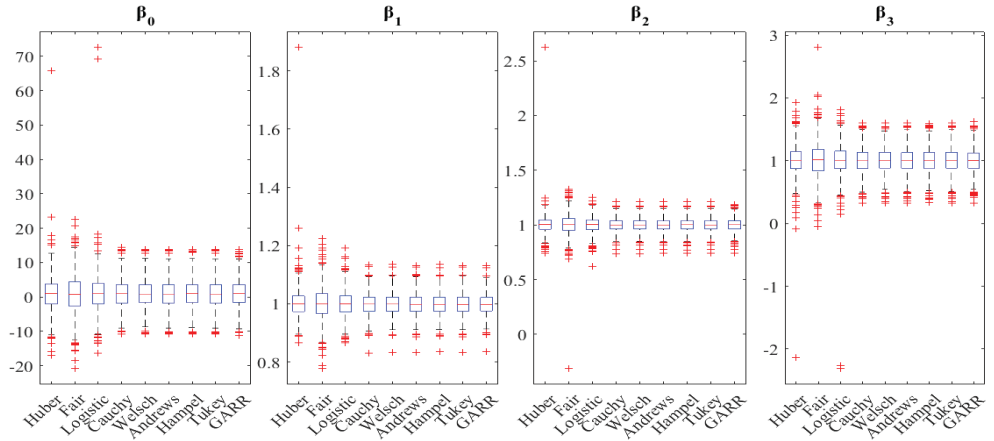 β0
β1
β2
β3
70
60
50
40
30
20
10
0
-10
-20
1.8
1.6
1.4
1.2
1
0.8
2.5
2
1.5
1
0.5
0
3
2
1
0
-1
-2
Huber
Fair
Logistic
Cauchy
Welsch
Andrews
Hampel
Tukey
GARR
Huber
Fair
Logistic
Cauchy
Welsch
Andrews
Hampel
Tukey
GARR
Huber
Fair
Logistic
Cauchy
Welsch
Andrews
Hampel
Tukey
GARR
Huber
Fair
Logistic
Cauchy
Welsch
Andrews
Hampel
Tukey
GARR